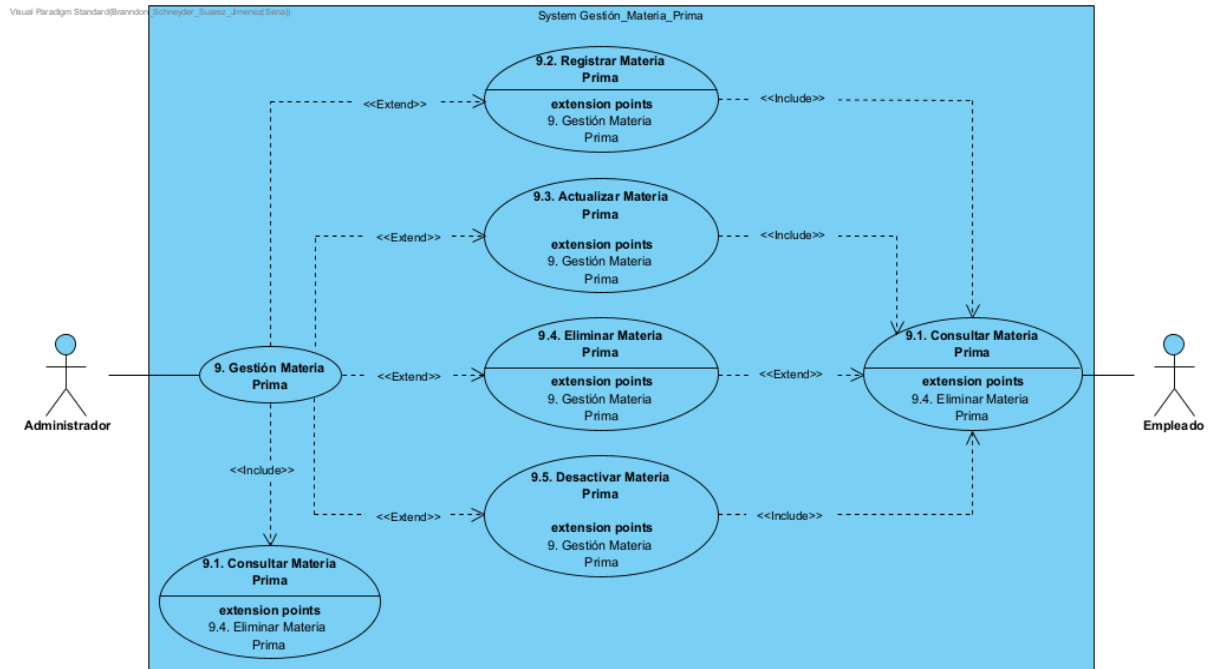 Visual Paradigm Standard(Branndon_Schneyder_Suarez_Jimenez(Sena))
System Gestión_Materia_Prima
9.2. Registrar Materia
Prima
extension points
9. Gestión Materia
Prima
<<Extend>>
<<Include>>
9.3. Actualizar Materia
Prima
extension points
9. Gestión Materia
Prima
<<Extend>>
<<Include>>
9.4. Eliminar Materia
Prima
extension points
9. Gestión Materia
Prima
<<Extend>>
<<Extend>>
9.1. Consultar Materia
Prima
extension points
9.4. Eliminar Materia
Prima
9. Gestión Materia
Prima
Administrador
Empleado
<<Include>>
9.5. Desactivar Materia
Prima
extension points
9. Gestión Materia
Prima
<<Extend>>
<<Include>>
9.1. Consultar Materia
Prima
extension points
9.4. Eliminar Materia
Prima